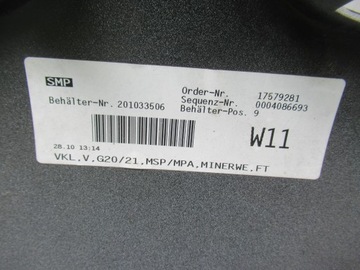 SMP
Order-Nr. 17579281
Behälter-Nr. 201033506 Sequenz-Nr. 0004086693
Behälter-Pos. 9
W11
28.10 13:14
VKL,V,G20/21,MSP/MPA,MINERWE,FT